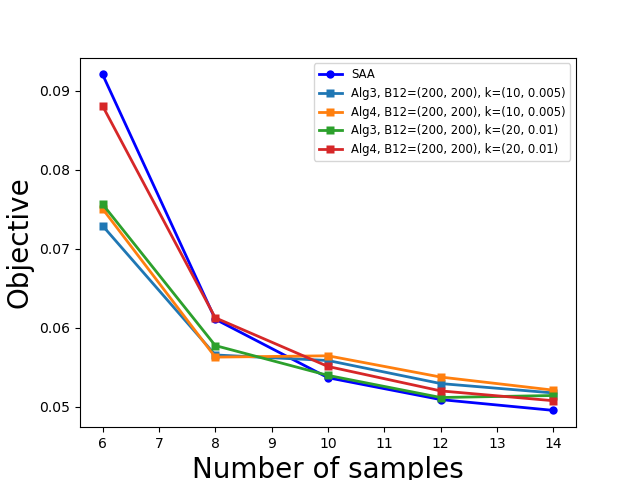 SAA
Alg3, B12=(200, 200), k=(10, 0.005)
Alg4, B12=(200, 200), k=(10, 0.005)
Alg3, B12=(200, 200), k=(20, 0.01)
Alg4, B12=(200, 200), k=(20, 0.01)
Objective
0.09
0.08
0.07
0.06
0.05
6 7 8 9 10 11 12 13 14
Number of samples